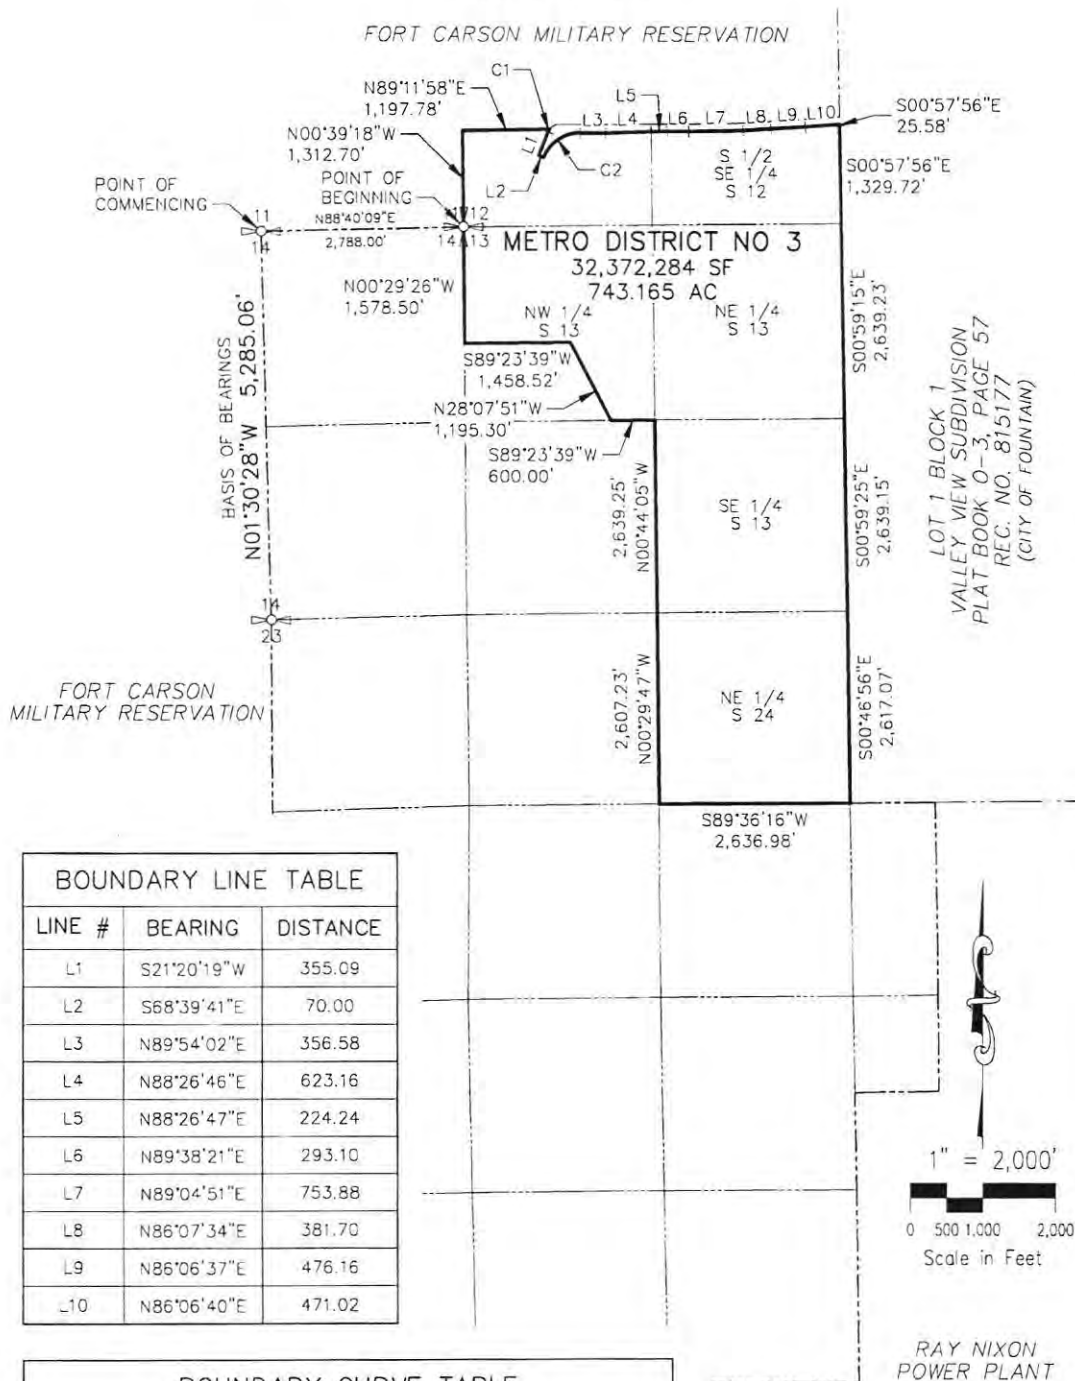 FORT CARSON MILITARY RESERVATION
C1
N89°11'58"E
1,197.78'
L5
L3 L4 L6 L7 L8 L9 L10
S00°57'56"E
25.58'
N00°39'18"W
1,312.70'
L1
L2
C2
S 1/2
SE 1/4
S 12
S00°57'56"E
1,329.72'
POINT OF
COMMENCING
POINT OF
BEGINNING
11
14
N88°40'09"E
2,788.00'
12
14 13
METRO DISTRICT NO 3
32,372,284 SF
743.165 AC
N00°29'26"W
1,578.50'
NW 1/4
S 13
NE 1/4
S 13
S00°59'15"E
2,639.23'
BASIS OF BEARINGS
N01°30'28"W 5,285.06'
S89°23'39"W
1,458.52'
N28°07'51"W
1,195.30'
S89°23'39"W
600.00'
LOT 1 BLOCK 1
VALLEY VIEW SUBDIVISION
PLAT BOOK O-3, PAGE 57
REC. NO. 815177
(CITY OF FOUNTAIN)
2,639.25'
N00°44'05"W
SE 1/4
S 13
S00°59'25"E
2,639.15'
14
23
FORT CARSON
MILITARY RESERVATION
2,607.23'
N00°29'47"W
NE 1/4
S 24
S00°46'56"E
2,617.07'
S89°36'16"W
2,636.98'
BOUNDARY LINE TABLE
LINE # BEARING DISTANCE
L1 S21°20'19"W 355.09
L2 S68°39'41"E 70.00
L3 N89°54'02"E 356.58
L4 N88°26'46"E 623.16
L5 N88°26'47"E 224.24
L6 N89°38'21"E 293.10
L7 N89°04'51"E 753.88
L8 N86°07'34"E 381.70
L9 N86°06'37"E 476.16
L10 N86°06'40"E 471.02
1" = 2,000'
0 500 1,000 2,000
Scale in Feet
RAY NIXON
POWER PLANT
BOUNDARY CURVE TABLE